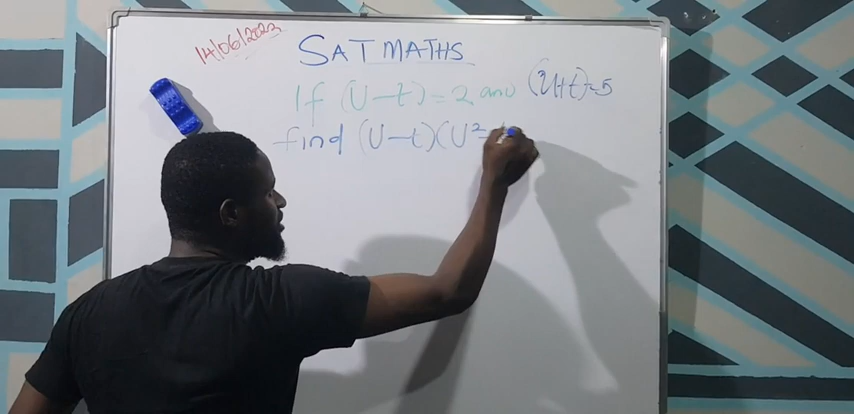 14/06/2023
SAT MATHS
If (U-t)=2 and (U+t)=5
find (U-t)(U²-